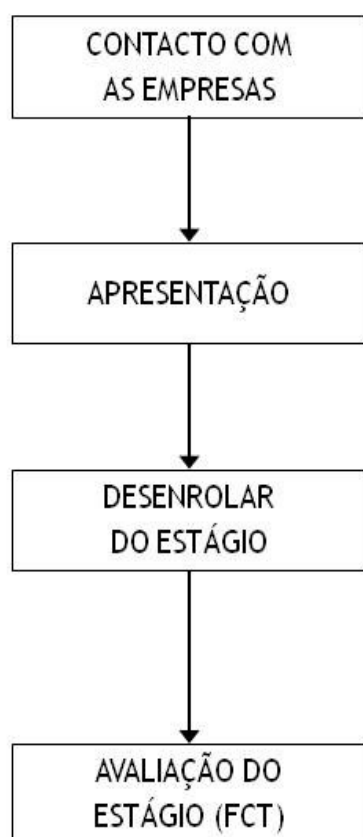 CONTACTO COM
AS EMPRESAS
APRESENTAÇÃO
DESENROLAR
DO ESTÁGIO
AVALIAÇÃO DO
ESTÁGIO (FCT)